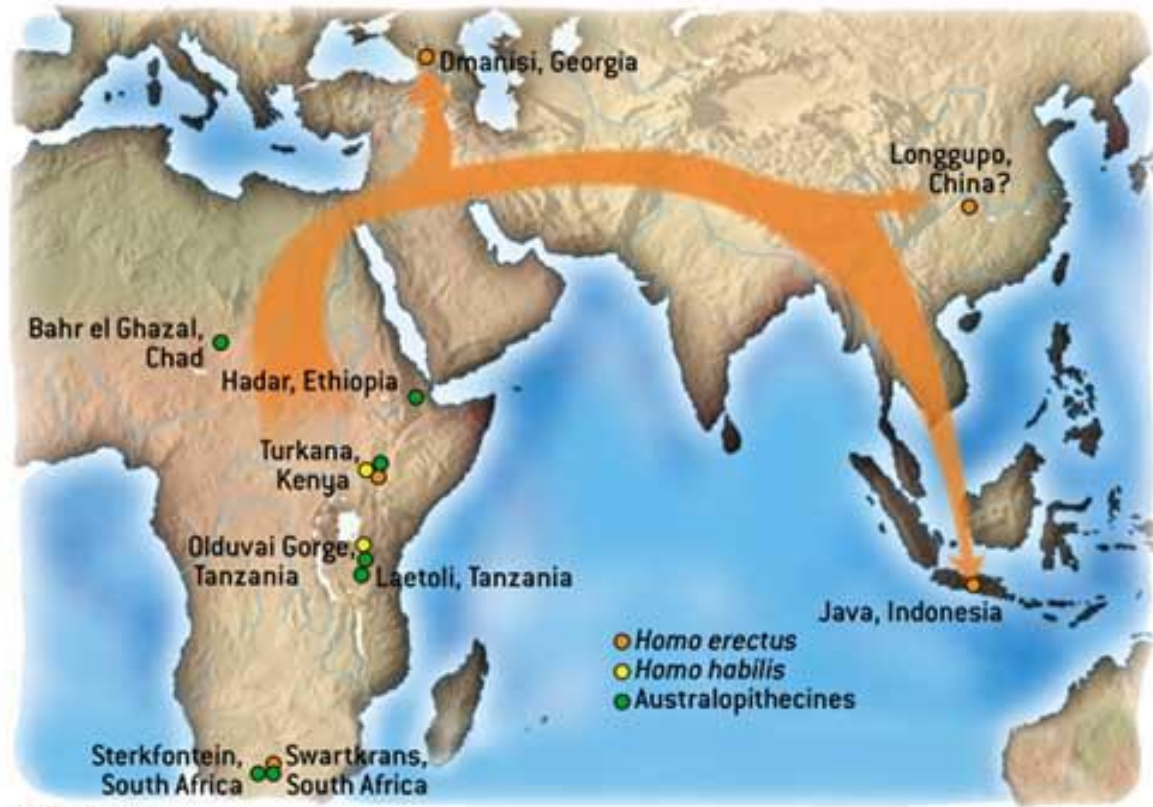 Dmanisi, Georgia
Longgupo,
China?
Bahr el Ghazal,
Chad
Hadar, Ethiopia
Turkana,
Kenya
Olduvai Gorge,
Tanzania
Laetoli, Tanzania
Java, Indonesia
Homo erectus
Homo habilis
Australopithecines
Sterkfontein,
South Africa
Swartkrans,
South Africa